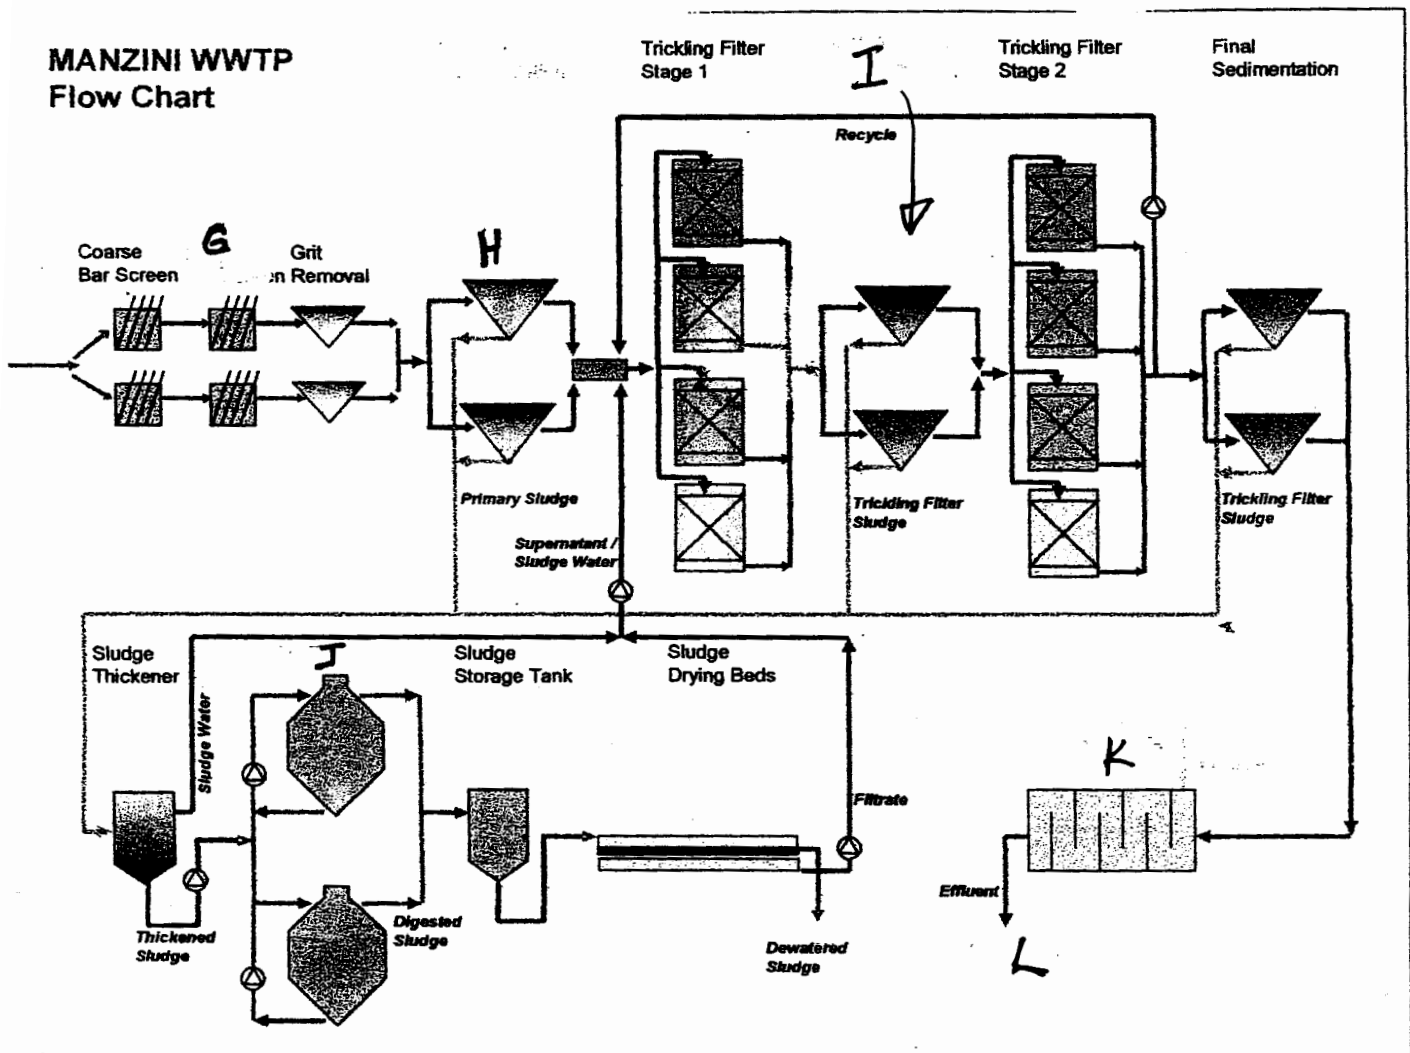 MANZINI WWTP
Flow Chart
Trickling Filter
Stage 1
I
Trickling Filter
Stage 2
Final
Sedimentation
Recycle
Coarse
Bar Screen
G
Grit
n Removal
H
Primary Sludge
Trickling Filter
Sludge
Trickling Filter
Sludge
Supernatant /
Sludge Water
Sludge
Thickener
Sludge Water
J
Sludge
Storage Tank
Sludge
Drying Beds
K
Filtrate
Effluent
L
Thickened
Sludge
Digested
Sludge
Dewatered
Sludge